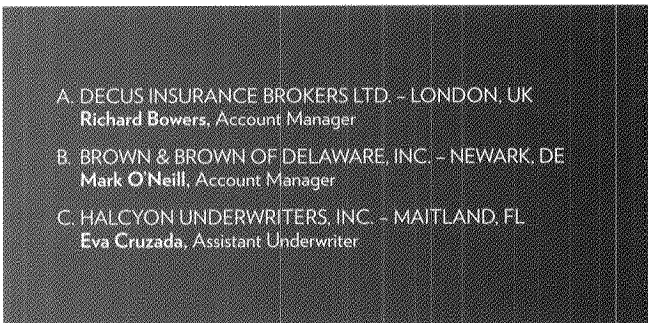 A. DECUS INSURANCE BROKERS LTD. – LONDON, UK
Richard Bowers, Account Manager
B. BROWN & BROWN OF DELAWARE, INC. – NEWARK, DE
Mark O'Neill, Account Manager
C. HALCYON UNDERWRITERS, INC. – MAITLAND, FL
Eva Cruzada, Assistant Underwriter